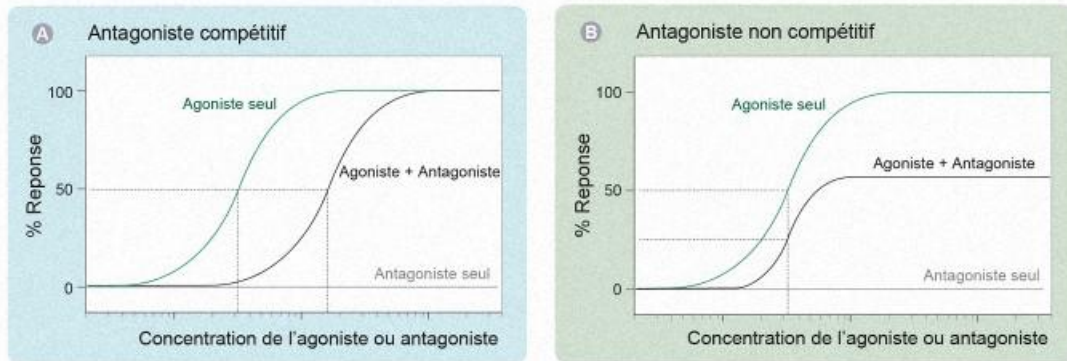 A Antagoniste compétitif
100
50
0
% Reponse
Agoniste seul
Agoniste + Antagoniste
Antagoniste seul
Concentration de l'agoniste ou antagoniste
B Antagoniste non compétitif
100
50
0
% Reponse
Agoniste seul
Agoniste + Antagoniste
Antagoniste seul
Concentration de l'agoniste ou antagoniste